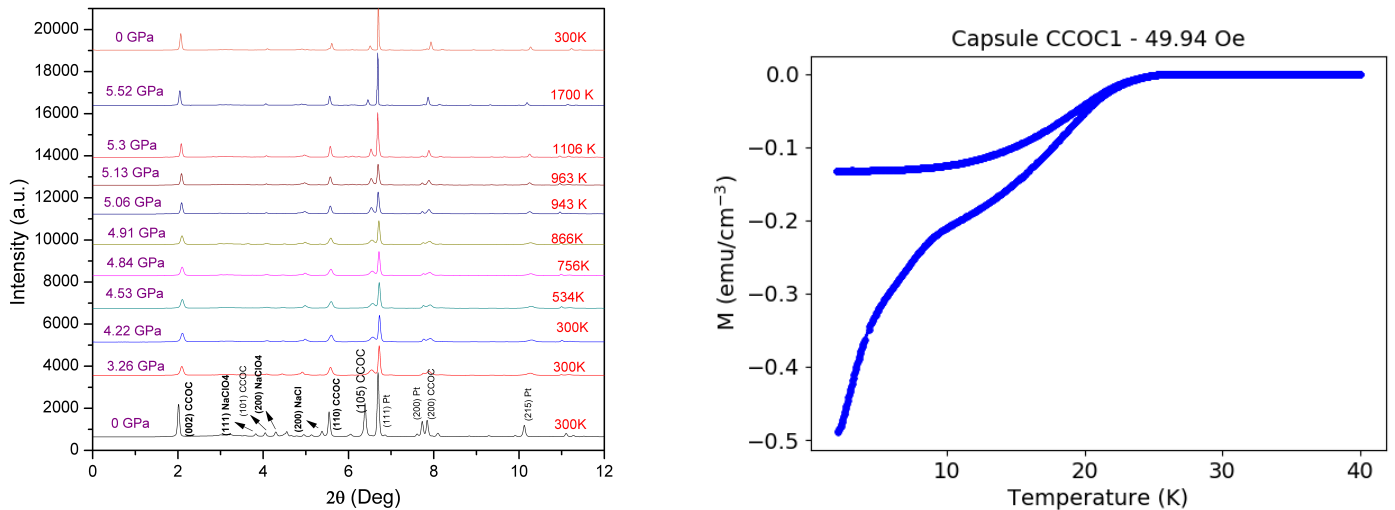 20000
18000
16000
14000
12000
10000
8000
6000
4000
2000
0
Intensity (a.u.)
0 GPa 300K
5.52 GPa 1700 K
5.3 GPa 1106 K
5.13 GPa 963 K
5.06 GPa 943 K
4.91 GPa 866K
4.84 GPa 756K
4.53 GPa 534K
4.22 GPa 300K
3.26 GPa 300K
0 GPa 300K
(002) CCOC
(111) NaClO4
(101) CCOC
(200) NaClO4
(200) NaCl
(110) CCOC
(105) CCOC
(111) Pt
(200) Pt
(200) CCOC
(215) Pt
0 2 4 6 8 10 12
2θ (Deg)
Capsule CCOC1 - 49.94 Oe
0.0
−0.1
−0.2
−0.3
−0.4
−0.5
M (emu/cm⁻³)
10 20 30 40
Temperature (K)